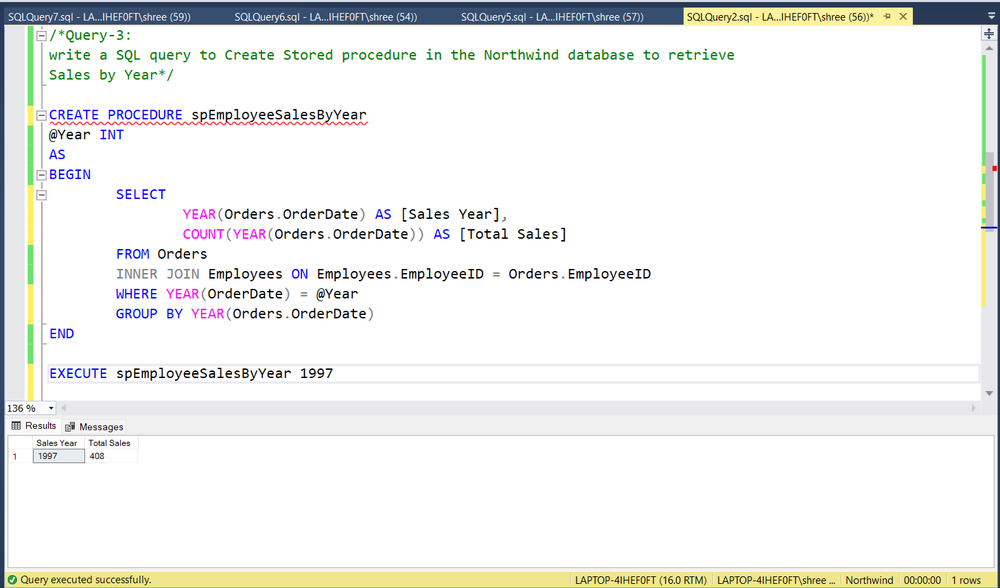 SQLQuery7.sql - LA...IHEF0FT\shree (59))
SQLQuery6.sql - LA...IHEF0FT\shree (54))
SQLQuery5.sql - LA...IHEF0FT\shree (57))
SQLQuery2.sql - LA...IHEF0FT\shree (56))*
/*Query-3:
write a SQL query to Create Stored procedure in the Northwind database to retrieve
Sales by Year*/
CREATE PROCEDURE spEmployeeSalesByYear
@Year INT
AS
BEGIN
SELECT
YEAR(Orders.OrderDate) AS [Sales Year],
COUNT(YEAR(Orders.OrderDate)) AS [Total Sales]
FROM Orders
INNER JOIN Employees ON Employees.EmployeeID = Orders.EmployeeID
WHERE YEAR(OrderDate) = @Year
GROUP BY YEAR(Orders.OrderDate)
END
EXECUTE spEmployeeSalesByYear 1997
136 %
Results Messages
Sales Year Total Sales
1 1997 408
Query executed successfully. LAPTOP-4IHEF0FT (16.0 RTM) LAPTOP-4IHEF0FT\shree ... Northwind 00:00:00 1 rows